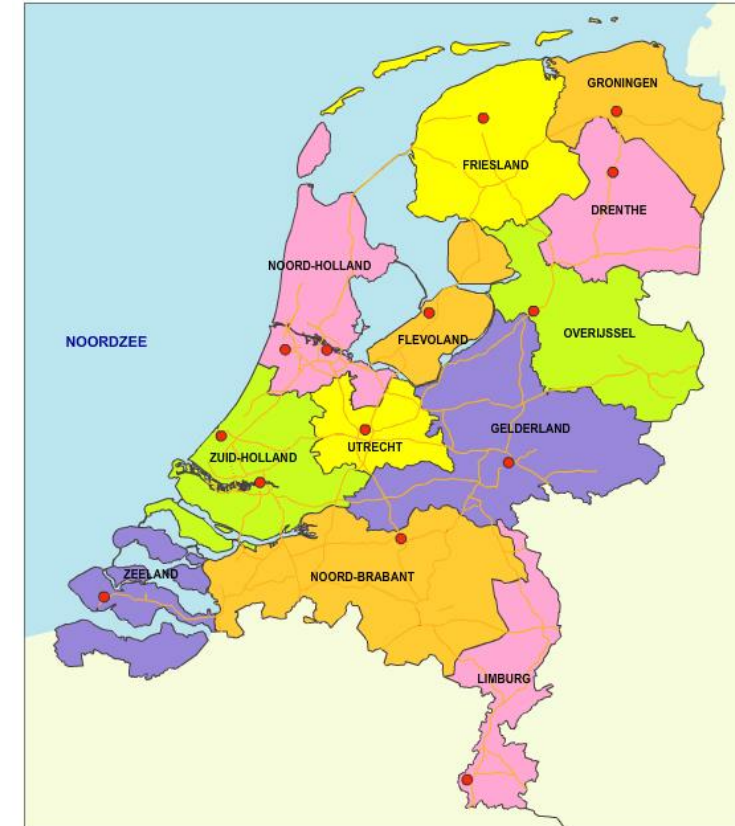 GRONINGEN
FRIESLAND
DRENTHE
NOORD-HOLLAND
NOORDZEE
FLEVOLAND
OVERIJSSEL
GELDERLAND
UTRECHT
ZUID-HOLLAND
ZEELAND
NOORD-BRABANT
LIMBURG